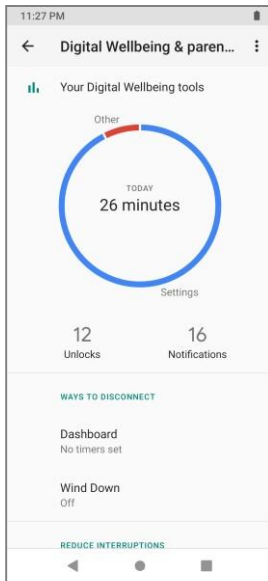 11:27 PM
Digital Wellbeing & paren...
Your Digital Wellbeing tools
Other
TODAY
26 minutes
Settings
12
16
Unlocks
Notifications
WAYS TO DISCONNECT
Dashboard
No timers set
Wind Down
Off
REDUCE INTERRUPTIONS